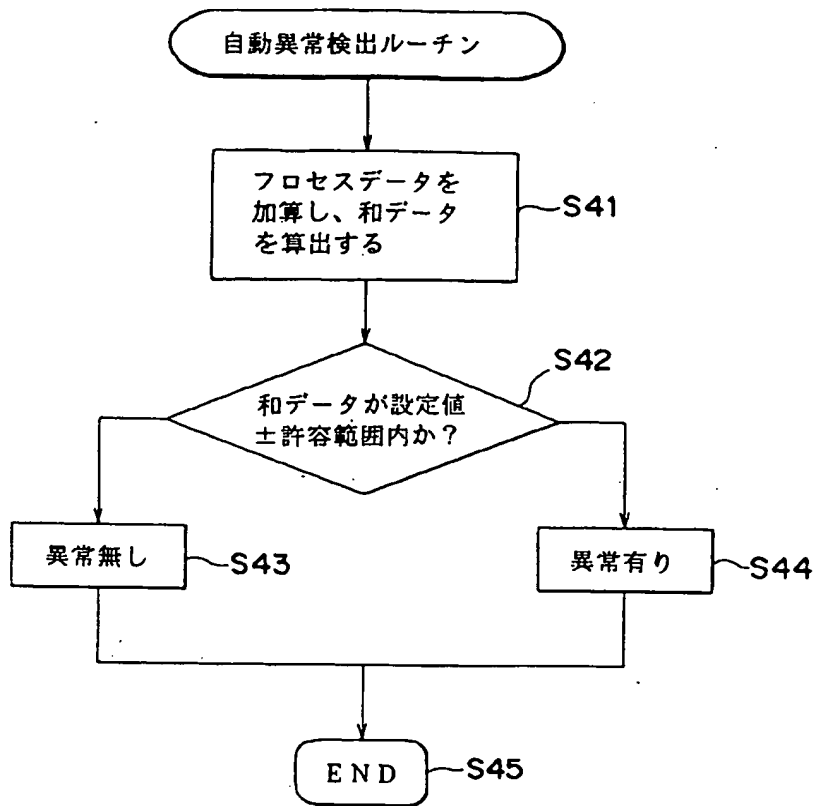 自動異常検出ルーチン
フロセスデータを
加算し、和データ
を算出する
S41
S42
和データが設定値
±許容範囲内か?
異常無し
S43
異常有り
S44
END
S45